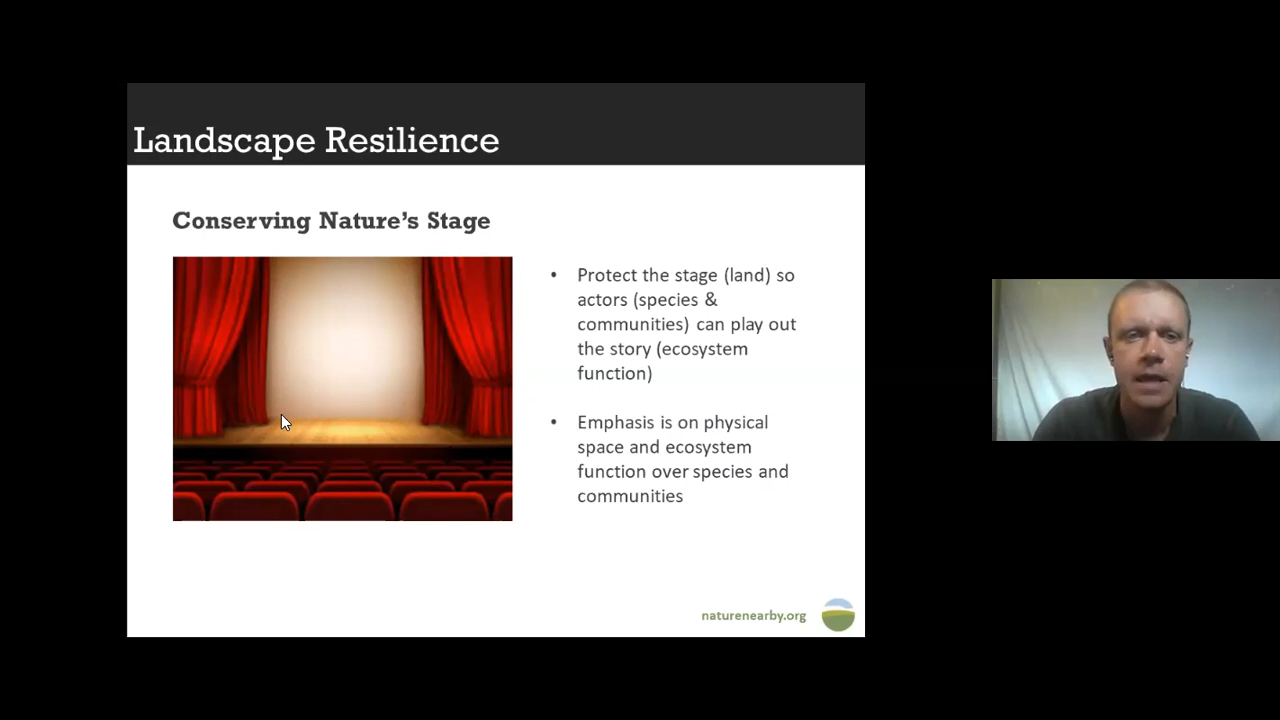 Landscape Resilience
Conserving Nature’s Stage
• Protect the stage (land) so
actors (species &
communities) can play out
the story (ecosystem
function)
• Emphasis is on physical
space and ecosystem
function over species and
communities
naturenearby.org